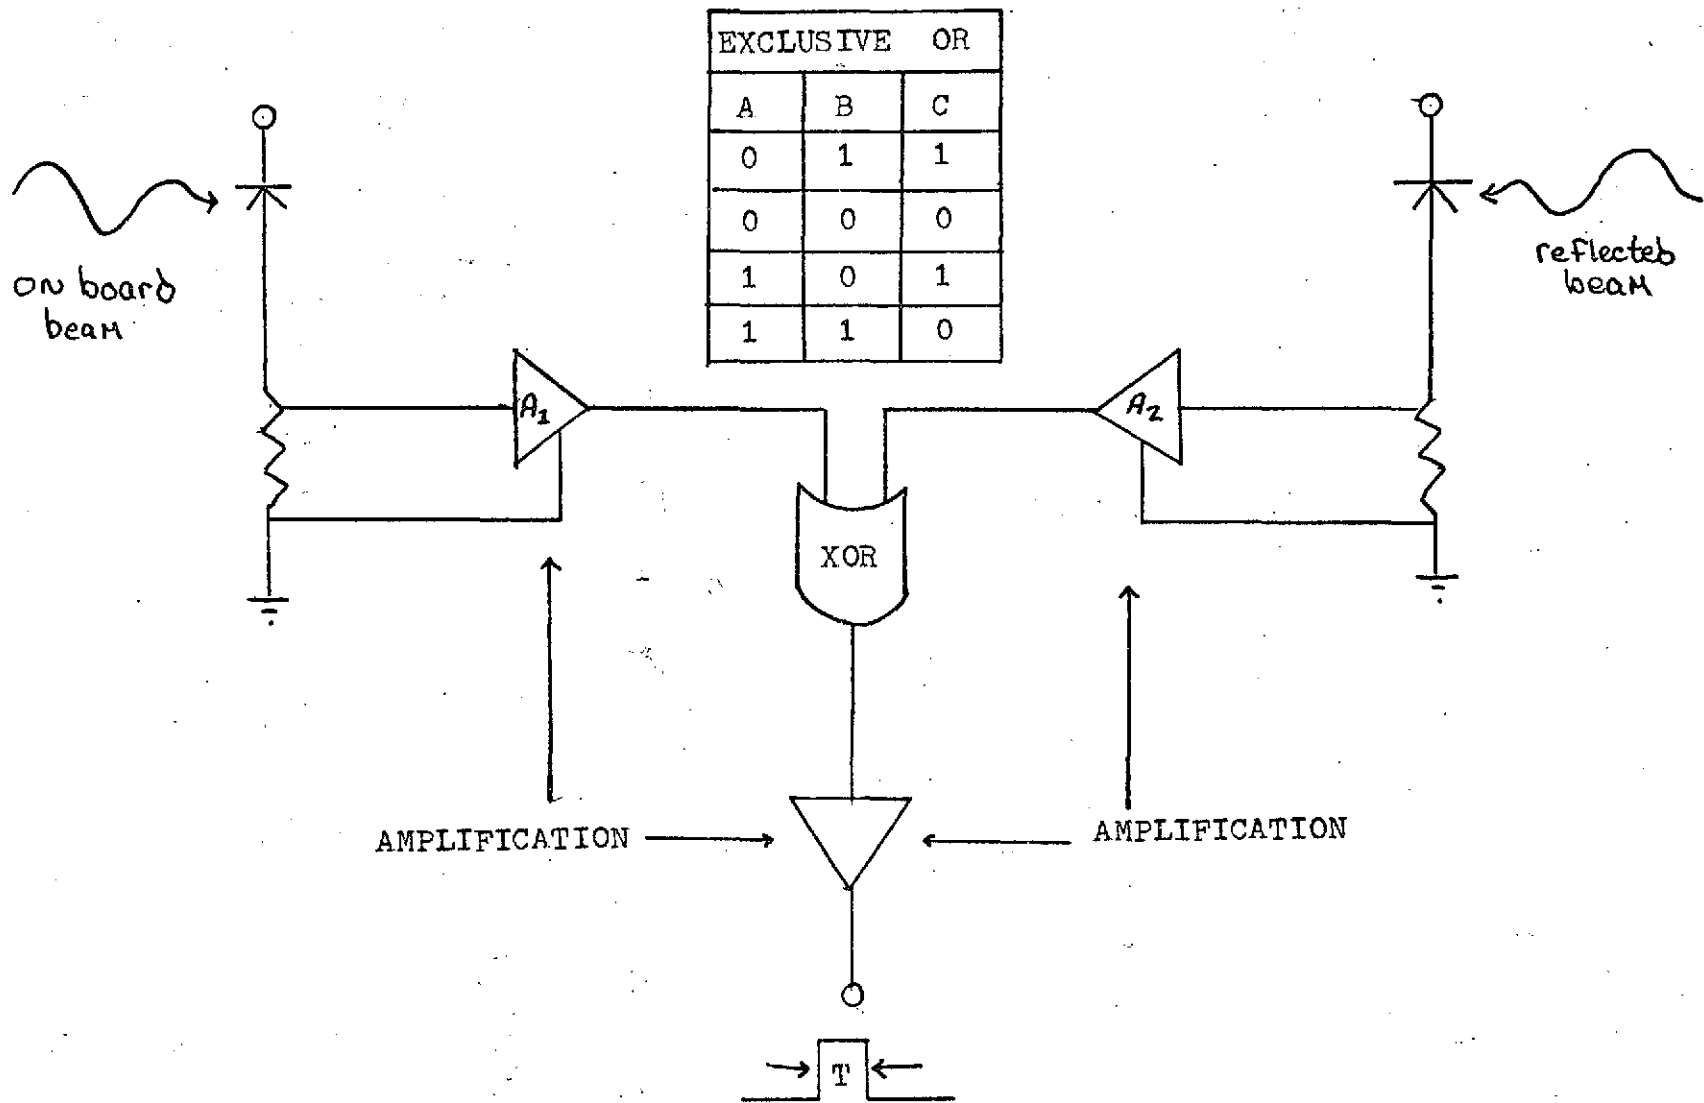 EXCLUSIVE OR
A B C
0 1 1
0 0 0
1 0 1
1 1 0
on board
beam
reflected
beam
A1
A2
XOR
AMPLIFICATION
AMPLIFICATION
T